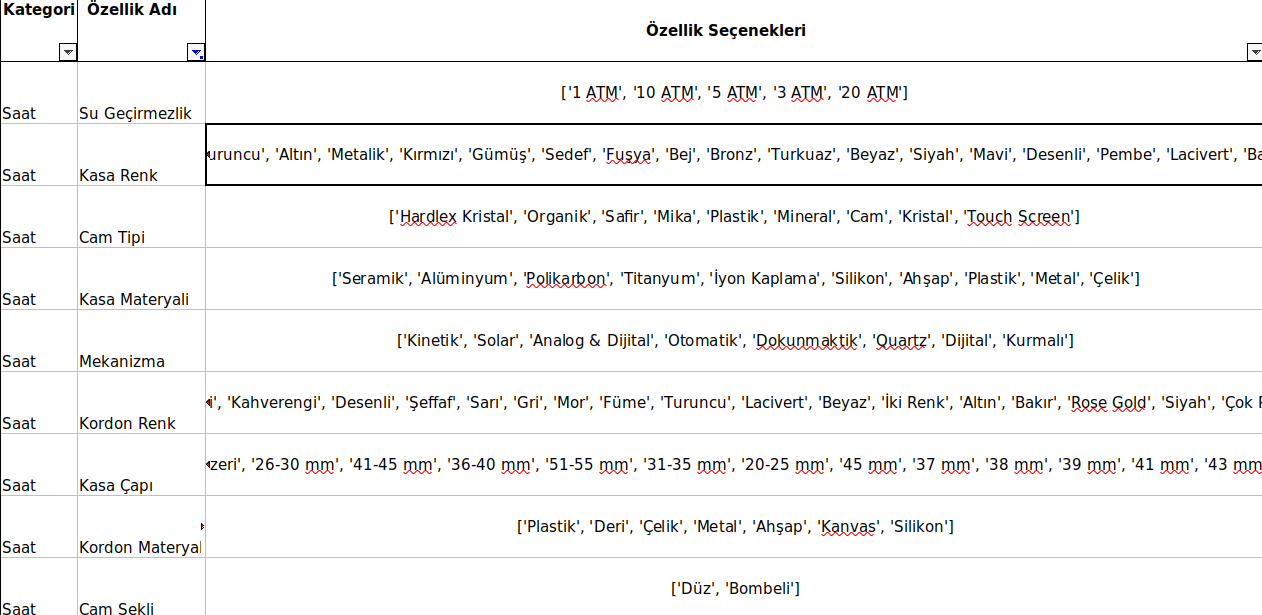 Kategori Özellik Adı Özellik Seçenekleri
Saat Su Geçirmezlik ['1 ATM', '10 ATM', '5 ATM', '3 ATM', '20 ATM']
Saat Kasa Renk uruncu', 'Altın', 'Metalik', 'Kırmızı', 'Gümüş', 'Sedef', 'Fuşya', 'Bej', 'Bronz', 'Turkuaz', 'Beyaz', 'Siyah', 'Mavi', 'Desenli', 'Pembe', 'Lacivert', 'Ba
Saat Cam Tipi ['Hardlex Kristal', 'Organik', 'Safir', 'Mika', 'Plastik', 'Mineral', 'Cam', 'Kristal', 'Touch Screen']
Saat Kasa Materyali ['Seramik', 'Alüminyum', 'Polikarbon', 'Titanyum', 'İyon Kaplama', 'Silikon', 'Ahşap', 'Plastik', 'Metal', 'Çelik']
Saat Mekanizma ['Kinetik', 'Solar', 'Analog & Dijital', 'Otomatik', 'Dokunmaktik', 'Quartz', 'Dijital', 'Kurmalı']
Saat Kordon Renk i', 'Kahverengi', 'Desenli', 'Şeffaf', 'Sarı', 'Gri', 'Mor', 'Füme', 'Turuncu', 'Lacivert', 'Beyaz', 'İki Renk', 'Altın', 'Bakır', 'Rose Gold', 'Siyah', 'Çok
Saat Kasa Çapı zeri', '26-30 mm', '41-45 mm', '36-40 mm', '51-55 mm', '31-35 mm', '20-25 mm', '45 mm', '37 mm', '38 mm', '39 mm', '41 mm', '43 mm
Saat Kordon Materyal ['Plastik', 'Deri', 'Çelik', 'Metal', 'Ahşap', 'Kanvas', 'Silikon']
Saat Cam Şekli ['Düz', 'Bombeli']